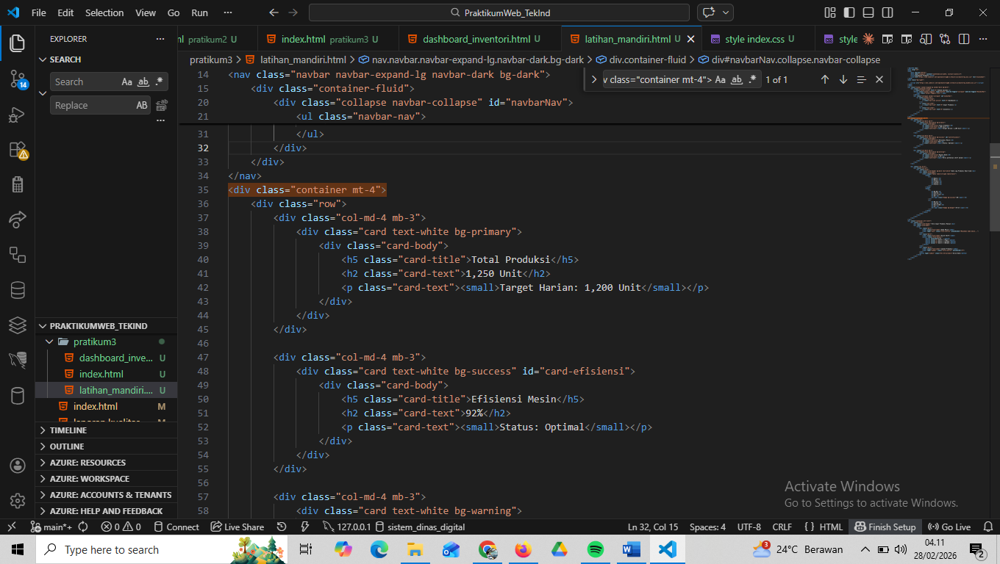 File Edit Selection View Go Run ··· PraktikumWeb_TekInd
EXPLORER ···
SEARCH
Search Aa ab .*
Replace AB
···
ml pratikum2 U index.html pratikum3 U dashboard_inventori.html U latihan_mandiri.html U style index.css U style ···
pratikum3 > latihan_mandiri.html > nav.navbar.navbar-expand-lg.navbar-dark.bg-dark > div.container-fluid > div#navbarNav.collapse.navbar-collapse
v class="container mt-4"> Aa ab .* 1 of 1
14 <nav class="navbar navbar-expand-lg navbar-dark bg-dark">
15 <div class="container-fluid">
20 <div class="collapse navbar-collapse" id="navbarNav">
21 <ul class="navbar-nav">
31 </ul>
32 </div>
33 </div>
34 </nav>
35 <div class="container mt-4">
36 <div class="row">
37 <div class="col-md-4 mb-3">
38 <div class="card text-white bg-primary">
39 <div class="card-body">
40 <h5 class="card-title">Total Produksi</h5>
41 <h2 class="card-text">1,250 Unit</h2>
42 <p class="card-text"><small>Target Harian: 1,200 Unit</small></p>
43 </div>
44 </div>
45 </div>
46
47 <div class="col-md-4 mb-3">
48 <div class="card text-white bg-success" id="card-efisiensi">
49 <div class="card-body">
50 <h5 class="card-title">Efisiensi Mesin</h5>
51 <h2 class="card-text">92%</h2>
52 <p class="card-text"><small>Status: Optimal</small></p>
53 </div>
54 </div>
55 </div>
56
57 <div class="col-md-4 mb-3">
58 <div class="card text-white bg-warning">
14
PRAKTIKUMWEB_TEKIND
pratikum3
dashboard_inve... U
index.html U
latihan_mandiri.... U
index.html M
TIMELINE
OUTLINE
AZURE: RESOURCES
AZURE: WORKSPACE
AZURE: ACCOUNTS & TENANTS
AZURE: HELP AND FEEDBACK
Activate Windows
Go to Settings to activate Windows.
main*+ 0 0 Connect Live Share 127.0.0.1 sistem_dinas_digital Ln 32, Col 15 Spaces: 4 UTF-8 CRLF {} HTML Finish Setup Go Live
Type here to search 3 24°C Berawan 04.11
28/02/2026 2